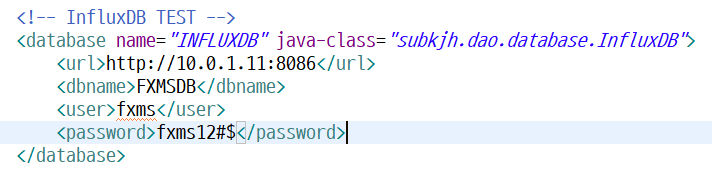 <!-- InfluxDB TEST -->
<database name="INFLUXDB" java-class="subkjh.dao.database.InfluxDB">
<url>http://10.0.1.11:8086</url>
<dbname>FXMSDB</dbname>
<user>fxms</user>
<password>fxms12#$</password>
</database>